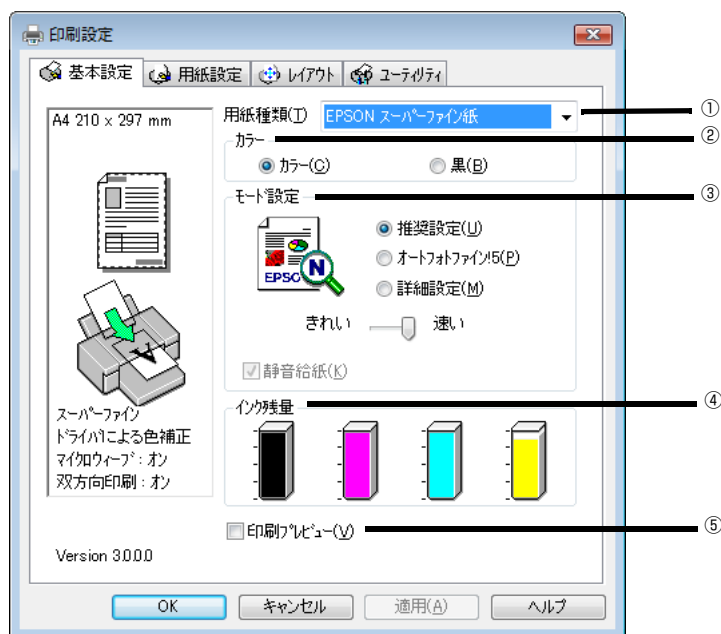 印刷設定
基本設定 用紙設定 レイアウト ユーティリティ
A4 210 x 297 mm
用紙種類(T) EPSON スーパーファイン紙
①
カラー
②
カラー(C) 黒(B)
モード設定
③
推奨設定(U)
オートフォトファイン!5(P)
詳細設定(M)
EPSO
N
きれい 速い
静音給紙(K)
スーパーファイン
ドライバによる色補正
マイクロウィーブ:オン
双方向印刷:オン
インク残量
④
印刷プレビュー(V)
⑤
Version 3.0.0.0
OK キャンセル 適用(A) ヘルプ